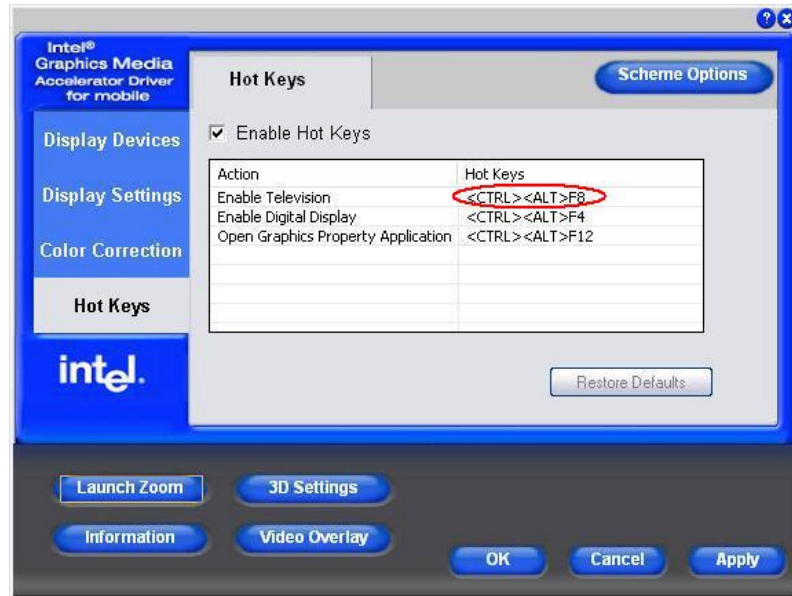 Intel®
Graphics Media
Accelerator Driver
for mobile
Hot Keys
Scheme Options
Display Devices
Display Settings
Color Correction
Hot Keys
Enable Hot Keys
Action Hot Keys
Enable Television <CTRL><ALT>F8
Enable Digital Display <CTRL><ALT>F4
Open Graphics Property Application <CTRL><ALT>F12
intel.
Restore Defaults
Launch Zoom 3D Settings
Information Video Overlay
OK Cancel Apply